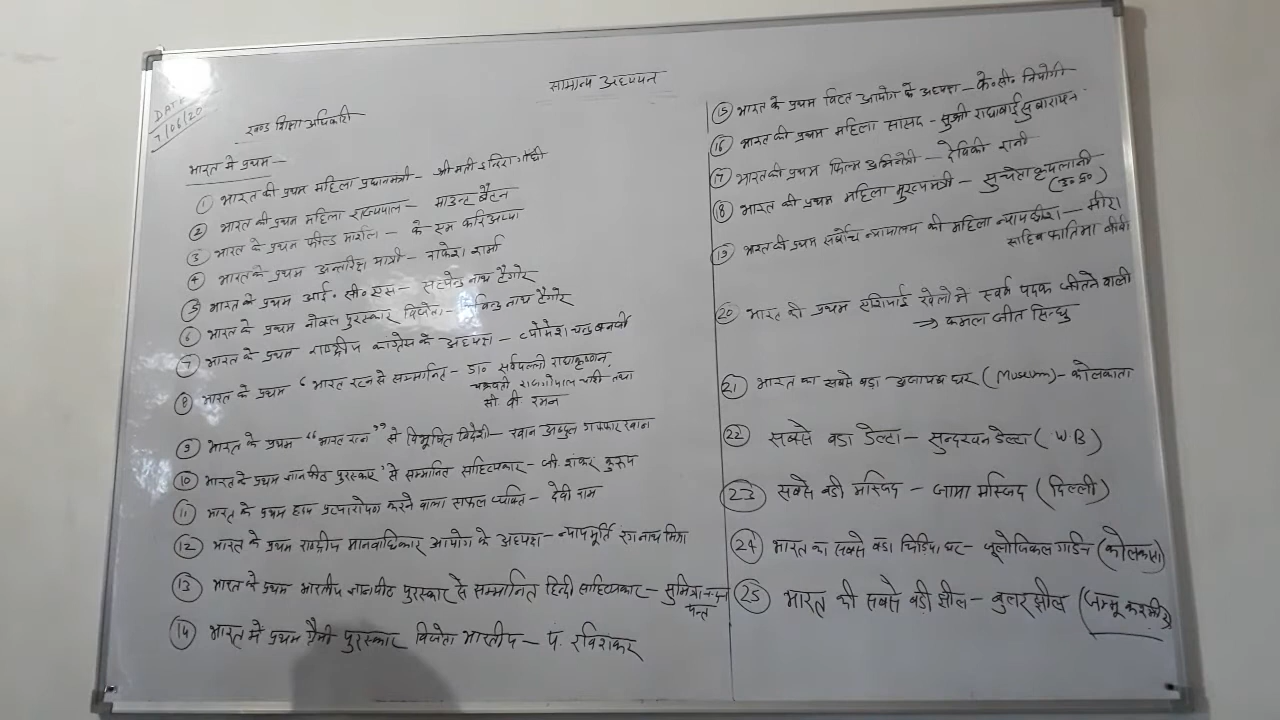 सामान्य अध्ययन
DATE
7/06/20
खण्ड शिक्षा अधिकारी
भारत मे प्रथम—
① भारत की प्रथम महिला प्रधानमंत्री - श्रीमती इन्दिरा गाँधी
② भारत की प्रथम महिला राज्यपाल - माउन्ट बैटन
③ भारत के प्रथम फील्ड मार्शल - के एम करिअप्पा
④ भारत के प्रथम अन्तरिक्ष यात्री - राकेश शर्मा
⑤ भारत के प्रथम आई. सी. एस - सत्येन्द्र नाथ टैगोर
⑥ भारत के प्रथम नोबल पुरस्कार विजेता - रविन्द्र नाथ टैगोर
⑦ भारत के प्रथम राष्ट्रीय कांग्रेस के अध्यक्ष - व्योमेश चन्द्र बनर्जी
⑧ भारत के प्रथम "भारत रत्न से सम्मानित - डा० सर्वपल्ली राधाकृष्णन,
चक्रवर्ती राजगोपाल चारी तथा
सी वी रमन
⑨ भारत के प्रथम "भारत रत्न" से विभूषित विदेशी - खान अब्दुल गफ्फार खान
⑩ भारत के प्रथम ज्ञानपीठ पुरस्कार से सम्मानित साहित्यकार - जी. शंकर कुरूप
⑪ भारत के प्रथम हृदय प्रत्यारोपण करने वाला सफल व्यक्ति - देवी राम
⑫ भारत के प्रथम राष्ट्रीय मानवाधिकार आयोग के अध्यक्ष - न्यायमूर्ति रंगनाथ मिश्रा
⑬ भारत के प्रथम भारतीय ज्ञानपीठ पुरस्कार से सम्मानित हिन्दी साहित्यकार - सुमित्रानन्दन
पन्त
⑭ भारत मे प्रथम ग्रैमी पुरस्कार विजेता भारतीय - पं. रविशंकर
⑮ भारत के प्रथम वित्त आयोग के अध्यक्ष - के० सी० नियोगी
⑯ भारत की प्रथम महिला सांसद - सुश्री राधाबाई सुबारायन
⑰ भारत की प्रथम फिल्म अभिनेत्री - देविकी रानी
⑱ भारत की प्रथम महिला मुख्यमंत्री - सुचेता कृपलानी
(उ० प्र०)
⑲ भारत की प्रथम सर्वोच्च न्यायालय की महिला न्यायधीश - मीरा
साहिब फातिमा बीबी
⑳ भारत की प्रथम एशियाई खेलो मे स्वर्ण पदक जीतने वाली
→ कमलजीत सिन्धु
㉑ भारत का सबसे बड़ा अजायब घर (Museum) - कोलकाता
㉒ सबसे बड़ा डेल्टा - सुन्दरवन डेल्टा (W.B)
㉓ सबसे बड़ी मस्जिद - जामा मस्जिद (दिल्ली)
㉔ भारत का सबसे बड़ा चिड़िया घर - जूलोजिकल गार्डन (कोलकाता)
㉕ भारत की सबसे बड़ी झील - वुलर झील (जम्मू कश्मीर)